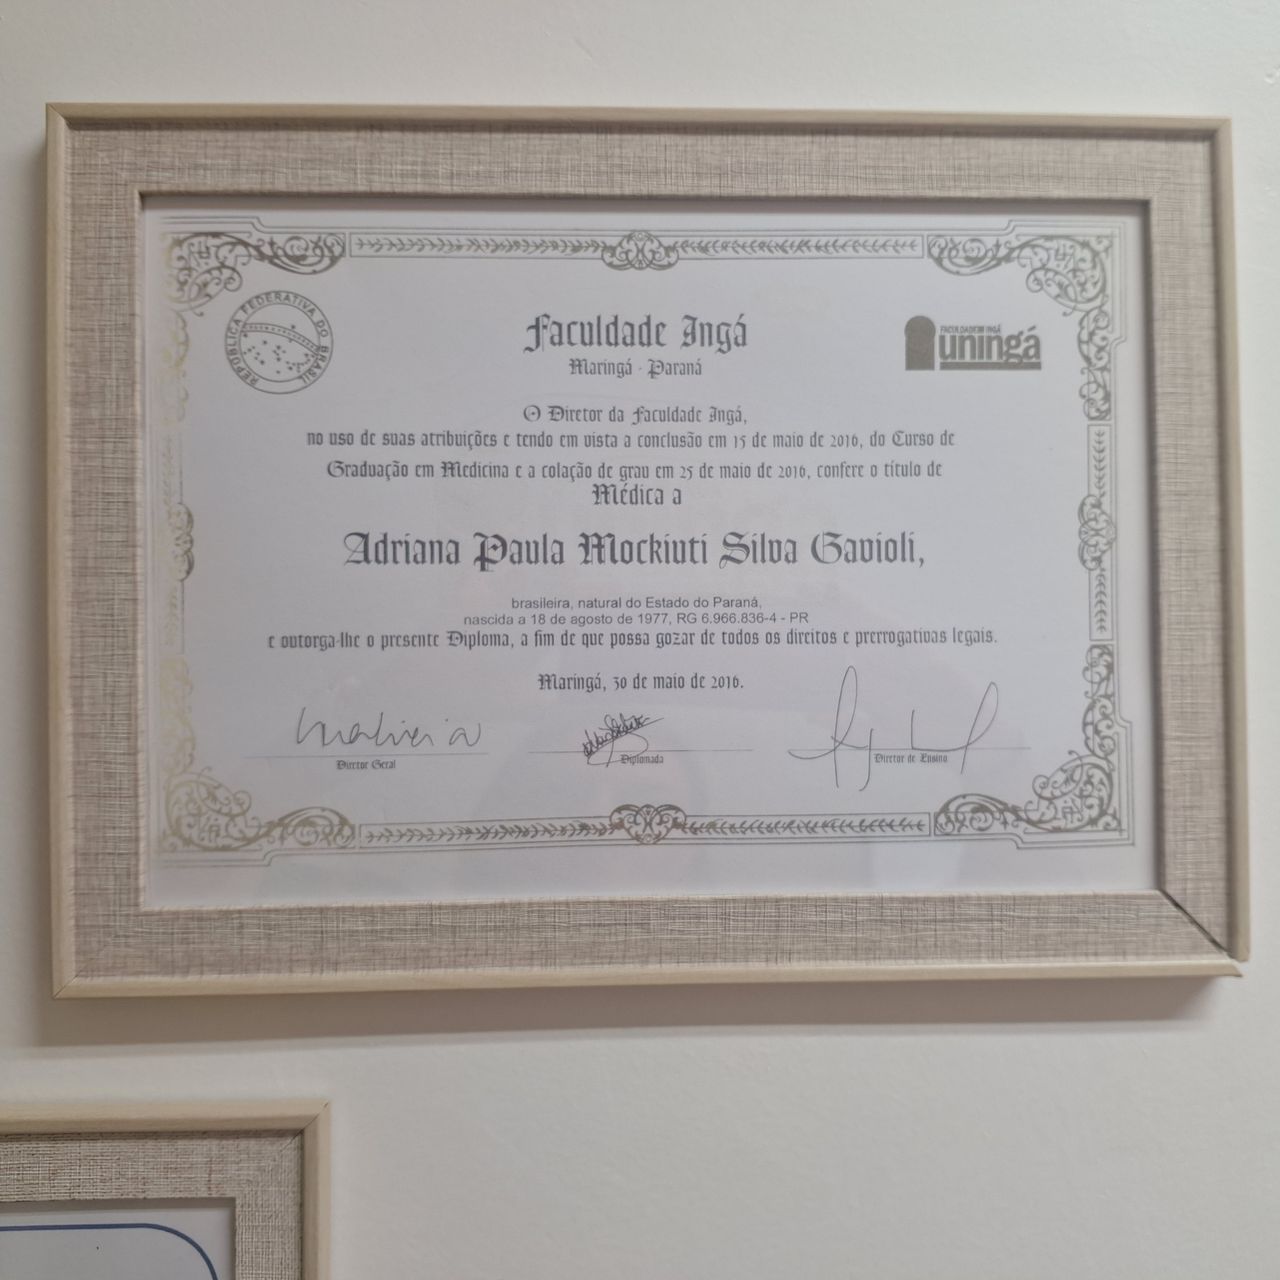 REPÚBLICA FEDERATIVA DO BRASIL
Faculdade Ingá
Maringá - Paraná
FACULDADE INGÁ
uningá
O Diretor da Faculdade Ingá,
no uso de suas atribuições e tendo em vista a conclusão em 15 de maio de 2016, do Curso de
Graduação em Medicina e a colação de grau em 25 de maio de 2016, confere o título de
Médica a
Adriana Paula Mockiuti Silva Gavioli,
brasileira, natural do Estado do Paraná,
nascida a 18 de agosto de 1977, RG 6.966.836-4 - PR
e outorga-lhe o presente Diploma, a fim de que possa gozar de todos os direitos e prerrogativas legais.
Maringá, 30 de maio de 2016.
Diretor Geral
Diplomada
Diretor de Ensino